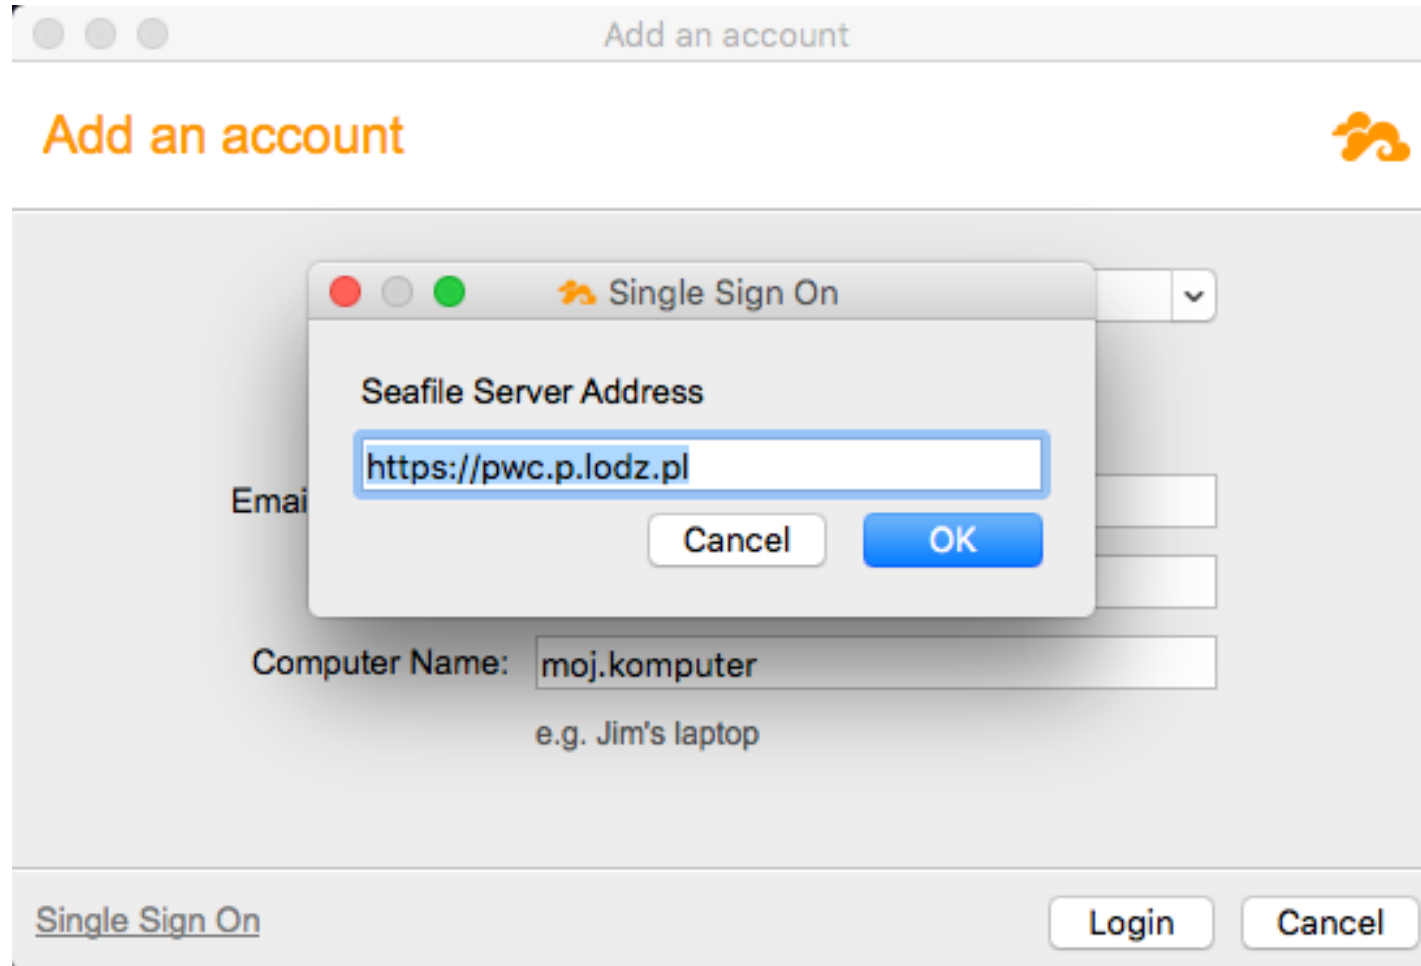 Add an account
Add an account
Single Sign On
Seafile Server Address
https://pwc.p.lodz.pl
Emai
Cancel OK
Computer Name: moj.komputer
e.g. Jim's laptop
Single Sign On Login Cancel